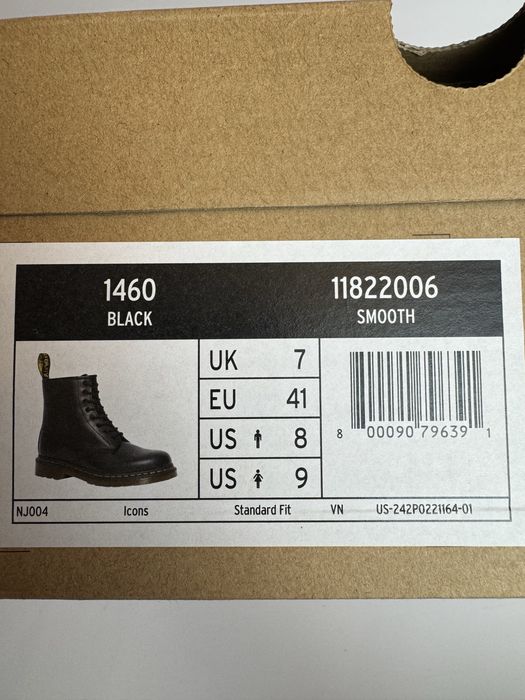 1460
BLACK
11822006
SMOOTH
UK 7
EU 41
US 8
US 9
8 00090 79639 1
NJ004 Icons Standard Fit VN US-242P0221164-01